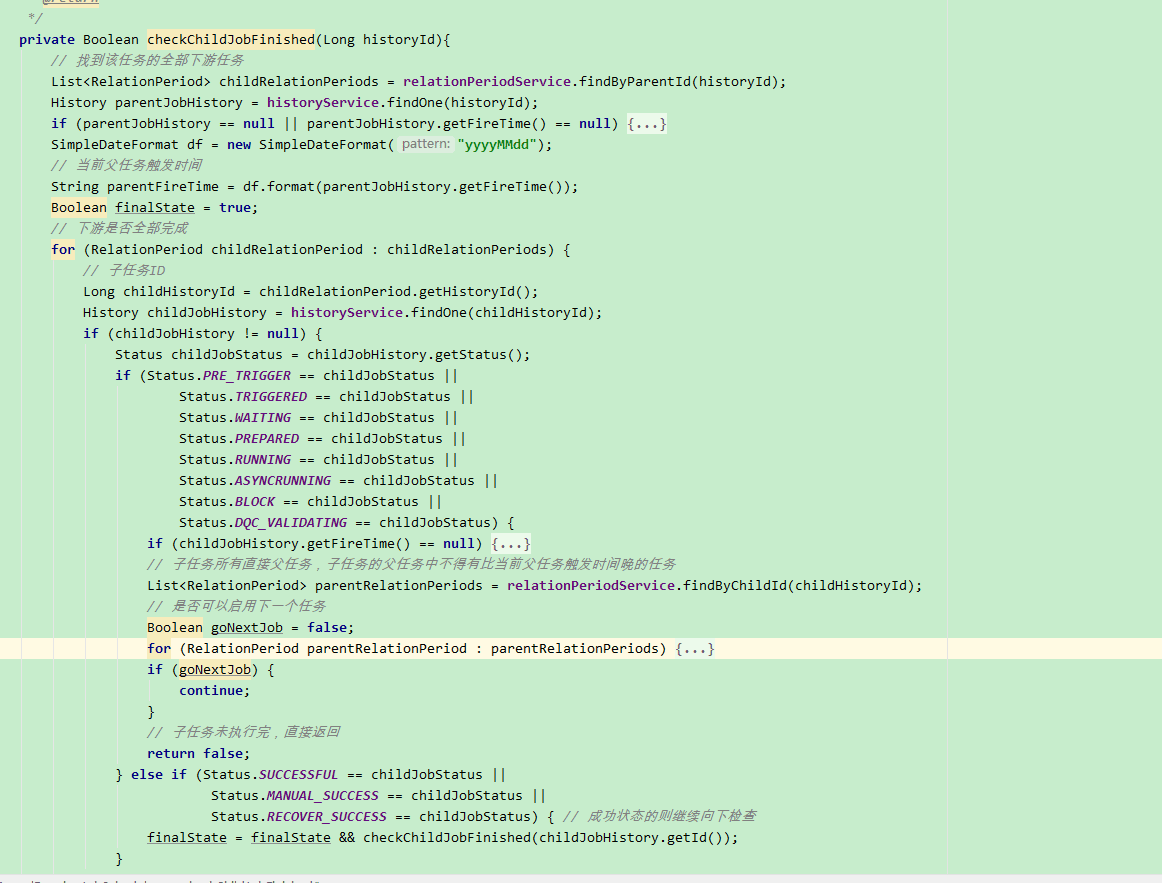 */
private Boolean checkChildJobFinished(Long historyId){
// 找到该任务的全部下游任务
List<RelationPeriod> childRelationPeriods = relationPeriodService.findByParentId(historyId);
History parentJobHistory = historyService.findOne(historyId);
if (parentJobHistory == null || parentJobHistory.getFireTime() == null) {...}
SimpleDateFormat df = new SimpleDateFormat( pattern: "yyyyMMdd");
// 当前父任务触发时间
String parentFireTime = df.format(parentJobHistory.getFireTime());
Boolean finalState = true;
// 下游是否全部完成
for (RelationPeriod childRelationPeriod : childRelationPeriods) {
// 子任务ID
Long childHistoryId = childRelationPeriod.getHistoryId();
History childJobHistory = historyService.findOne(childHistoryId);
if (childJobHistory != null) {
Status childJobStatus = childJobHistory.getStatus();
if (Status.PRE_TRIGGER == childJobStatus ||
Status.TRIGGERED == childJobStatus ||
Status.WAITING == childJobStatus ||
Status.PREPARED == childJobStatus ||
Status.RUNNING == childJobStatus ||
Status.ASYNCRUNNING == childJobStatus ||
Status.BLOCK == childJobStatus ||
Status.DQC_VALIDATING == childJobStatus) {
if (childJobHistory.getFireTime() == null) {...}
// 子任务所有直接父任务，子任务的父任务中不得有比当前父任务触发时间晚的任务
List<RelationPeriod> parentRelationPeriods = relationPeriodService.findByChildId(childHistoryId);
// 是否可以启用下一个任务
Boolean goNextJob = false;
for (RelationPeriod parentRelationPeriod : parentRelationPeriods) {...}
if (goNextJob) {
continue;
}
// 子任务未执行完，直接返回
return false;
} else if (Status.SUCCESSFUL == childJobStatus ||
Status.MANUAL_SUCCESS == childJobStatus ||
Status.RECOVER_SUCCESS == childJobStatus) { // 成功状态的则继续向下检查
finalState = finalState && checkChildJobFinished(childJobHistory.getId());
}